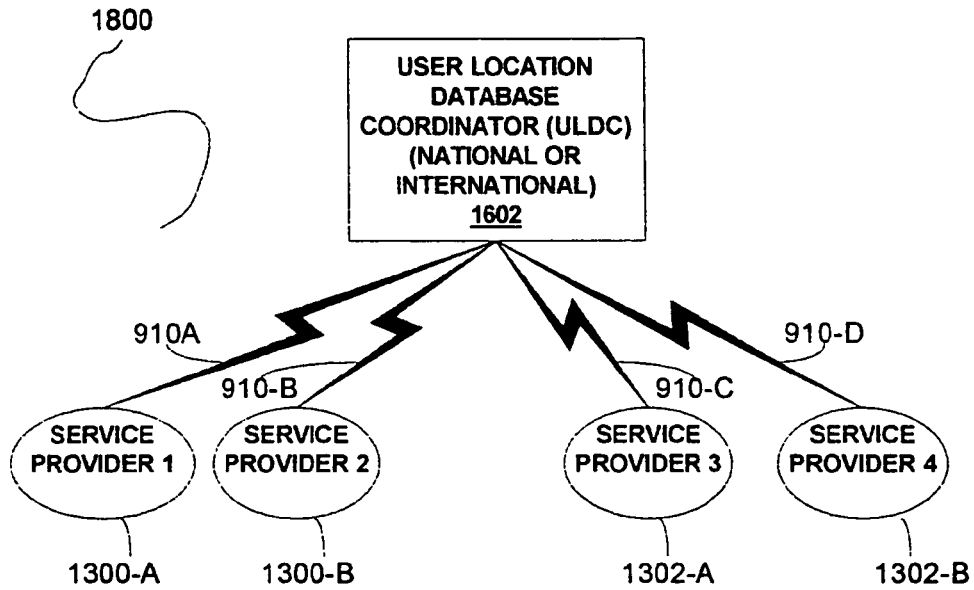 1800
USER LOCATION
DATABASE
COORDINATOR (ULDC)
(NATIONAL OR
INTERNATIONAL)
1602
910A
910-B
910-C
910-D
SERVICE
PROVIDER 1
SERVICE
PROVIDER 2
SERVICE
PROVIDER 3
SERVICE
PROVIDER 4
1300-A
1300-B
1302-A
1302-B